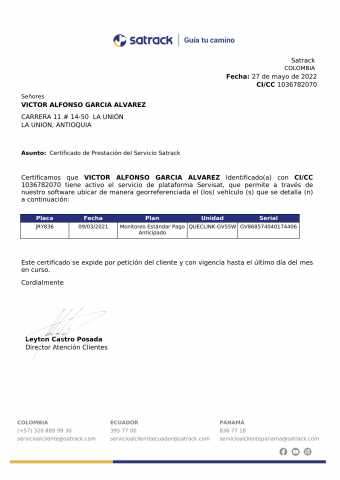 satrack | Guía tu camino
Satrack
COLOMBIA
Fecha: 27 de mayo de 2022
CI/CC 1036782070
Señores
VICTOR ALFONSO GARCIA ALVAREZ
CARRERA 11 # 14-50 LA UNIÓN
LA UNION, ANTIOQUIA
Asunto: Certificado de Prestación del Servicio Satrack
Certificamos que VICTOR ALFONSO GARCIA ALVAREZ Identificado(a) con CI/CC
1036782070 tiene activo el servicio de plataforma Servisat, que permite a través de
nuestro software ubicar de manera georreferenciada el (los) vehículo (s) que se detalla (n)
a continuación:
Placa Fecha Plan Unidad Serial
JRY836 09/03/2021 Monitoreo Estándar Pago QUECLINK GV55W GV868574040174406
Anticipado
Este certificado se expide por petición del cliente y con vigencia hasta el último día del mes
en curso.
Cordialmente
Leyton Castro Posada
Director Atención Clientes
COLOMBIA ECUADOR PANAMÁ
(+57) 320 889 99 30 395 77 00 836 77 18
servicioalcliente@satrack.com servicioalclienteecuador@satrack.com servicioalclientepanama@satrack.com